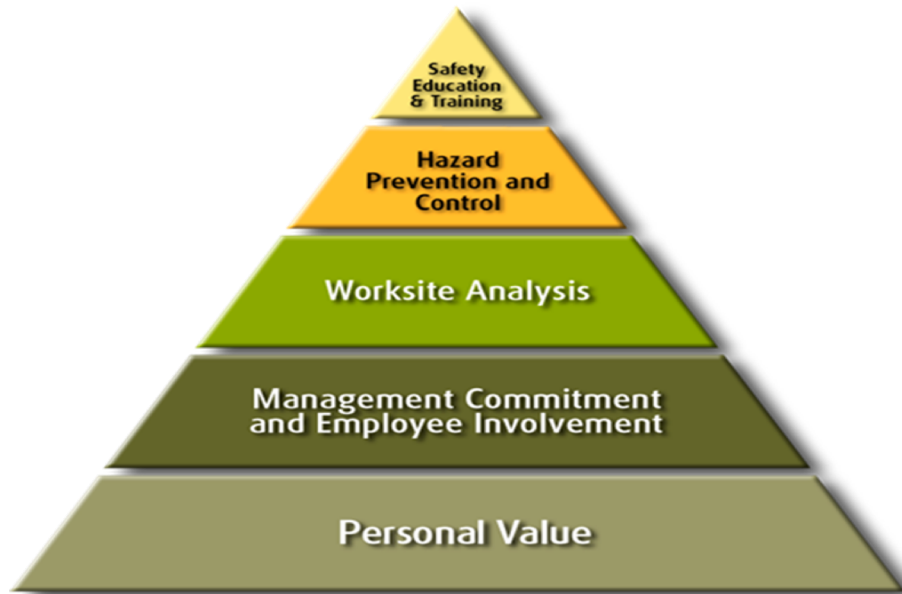 Safety
Education
& Training
Hazard
Prevention and
Control
Worksite Analysis
Management Commitment
and Employee Involvement
Personal Value